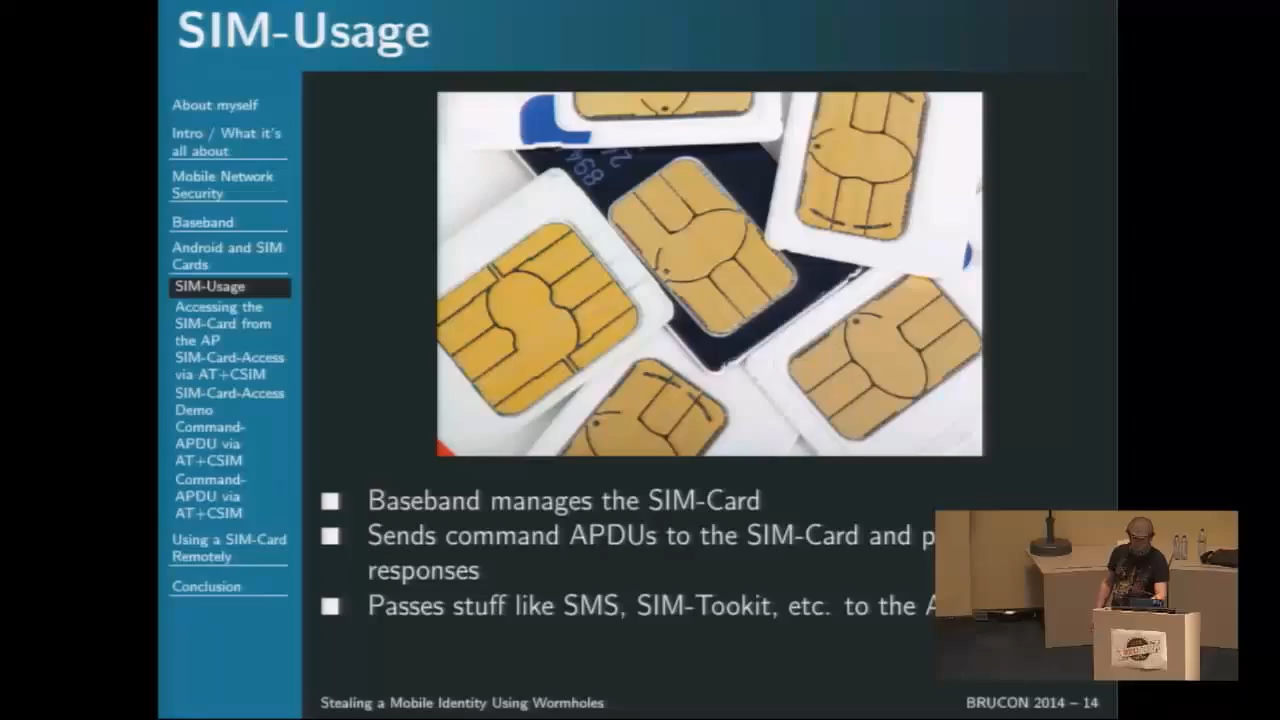 SIM-Usage
About myself
Intro / What it's
all about
Mobile Network
Security
Baseband
Android and SIM
Cards
SIM-Usage
Accessing the
SIM-Card from
the AP
SIM-Card-Access
via AT+CSIM
SIM-Card-Access
Demo
Command-
APDU via
AT+CSIM
Command-
APDU via
AT+CSIM
Using a SIM-Card
Remotely
Conclusion
Baseband manages the SIM-Card
Sends command APDUs to the SIM-Card and p
responses
Passes stuff like SMS, SIM-Tookit, etc. to the A
Stealing a Mobile Identity Using Wormholes
BRUCON 2014 – 14